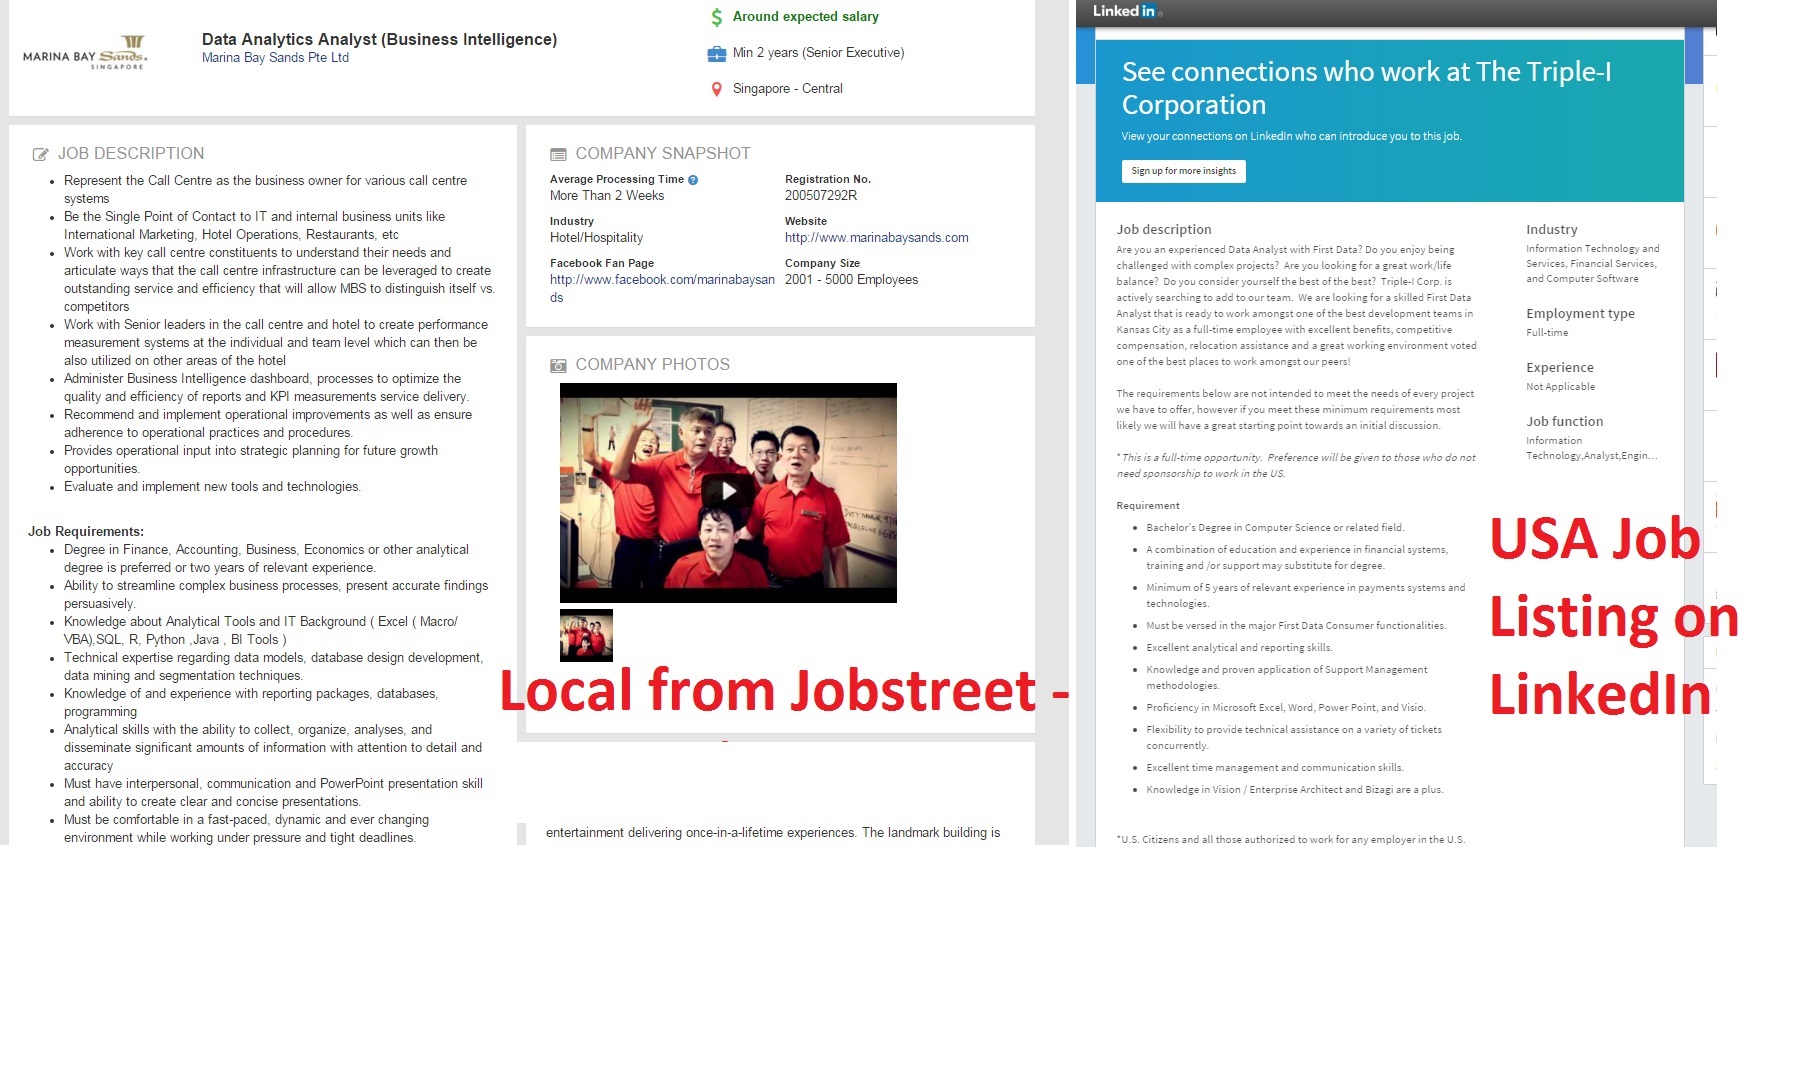 Around expected salary
MARINA BAY Sands.
SINGAPORE
Data Analytics Analyst (Business Intelligence)
Marina Bay Sands Pte Ltd
Min 2 years (Senior Executive)
Singapore - Central
JOB DESCRIPTION
Represent the Call Centre as the business owner for various call centre
systems
Be the Single Point of Contact to IT and internal business units like
International Marketing, Hotel Operations, Restaurants, etc
Work with key call centre constituents to understand their needs and
articulate ways that the call centre infrastructure can be leveraged to create
outstanding service and efficiency that will allow MBS to distinguish itself vs.
competitors
Work with Senior leaders in the call centre and hotel to create performance
measurement systems at the individual and team level which can then be
also utilized on other areas of the hotel
Administer Business Intelligence dashboard, processes to optimize the
quality and efficiency of reports and KPI measurements service delivery.
Recommend and implement operational improvements as well as ensure
adherence to operational practices and procedures.
Provides operational input into strategic planning for future growth
opportunities.
Evaluate and implement new tools and technologies.
Job Requirements:
Degree in Finance, Accounting, Business, Economics or other analytical
degree is preferred or two years of relevant experience.
Ability to streamline complex business processes, present accurate findings
persuasively.
Knowledge about Analytical Tools and IT Background ( Excel ( Macro/
VBA),SQL, R, Python ,Java , BI Tools )
Technical expertise regarding data models, database design development,
data mining and segmentation techniques.
Knowledge of and experience with reporting packages, databases,
programming
Analytical skills with the ability to collect, organize, analyses, and
disseminate significant amounts of information with attention to detail and
accuracy
Must have interpersonal, communication and PowerPoint presentation skill
and ability to create clear and concise presentations.
Must be comfortable in a fast-paced, dynamic and ever changing
environment while working under pressure and tight deadlines.
COMPANY SNAPSHOT
Average Processing Time
More Than 2 Weeks
Registration No.
200507292R
Industry
Hotel/Hospitality
Website
http://www.marinabaysands.com
Facebook Fan Page
http://www.facebook.com/marinabaysan
ds
Company Size
2001 - 5000 Employees
COMPANY PHOTOS
Local from Jobstreet -
entertainment delivering once-in-a-lifetime experiences. The landmark building is
Linked in
See connections who work at The Triple-I
Corporation
View your connections on LinkedIn who can introduce you to this job.
Sign up for more insights
Job description
Are you an experienced Data Analyst with First Data? Do you enjoy being
challenged with complex projects? Are you looking for a great work/life
balance? Do you consider yourself the best of the best? Triple-I Corp. is
actively searching to add to our team. We are looking for a skilled First Data
Analyst that is ready to work amongst one of the best development teams in
Kansas City as a full-time employee with excellent benefits, competitive
compensation, relocation assistance and a great working environment voted
one of the best places to work amongst our peers!
The requirements below are not intended to meet the needs of every project
we have to offer, however if you meet these minimum requirements most
likely we will have a great starting point towards an initial discussion.
*This is a full-time opportunity. Preference will be given to those who do not
need sponsorship to work in the US.
Requirement
Bachelor's Degree in Computer Science or related field.
A combination of education and experience in financial systems,
training and /or support may substitute for degree.
Minimum of 5 years of relevant experience in payments systems and
technologies.
Must be versed in the major First Data Consumer functionalities.
Excellent analytical and reporting skills.
Knowledge and proven application of Support Management
methodologies.
Proficiency in Microsoft Excel, Word, Power Point, and Visio.
Flexibility to provide technical assistance on a variety of tickets
concurrently.
Excellent time management and communication skills.
Knowledge in Vision / Enterprise Architect and Bizagi are a plus.
*U.S. Citizens and all those authorized to work for any employer in the U.S.
Industry
Information Technology and
Services, Financial Services,
and Computer Software
Employment type
Full-time
Experience
Not Applicable
Job function
Information
Technology,Analyst,Engin...
USA Job
Listing on
LinkedIn